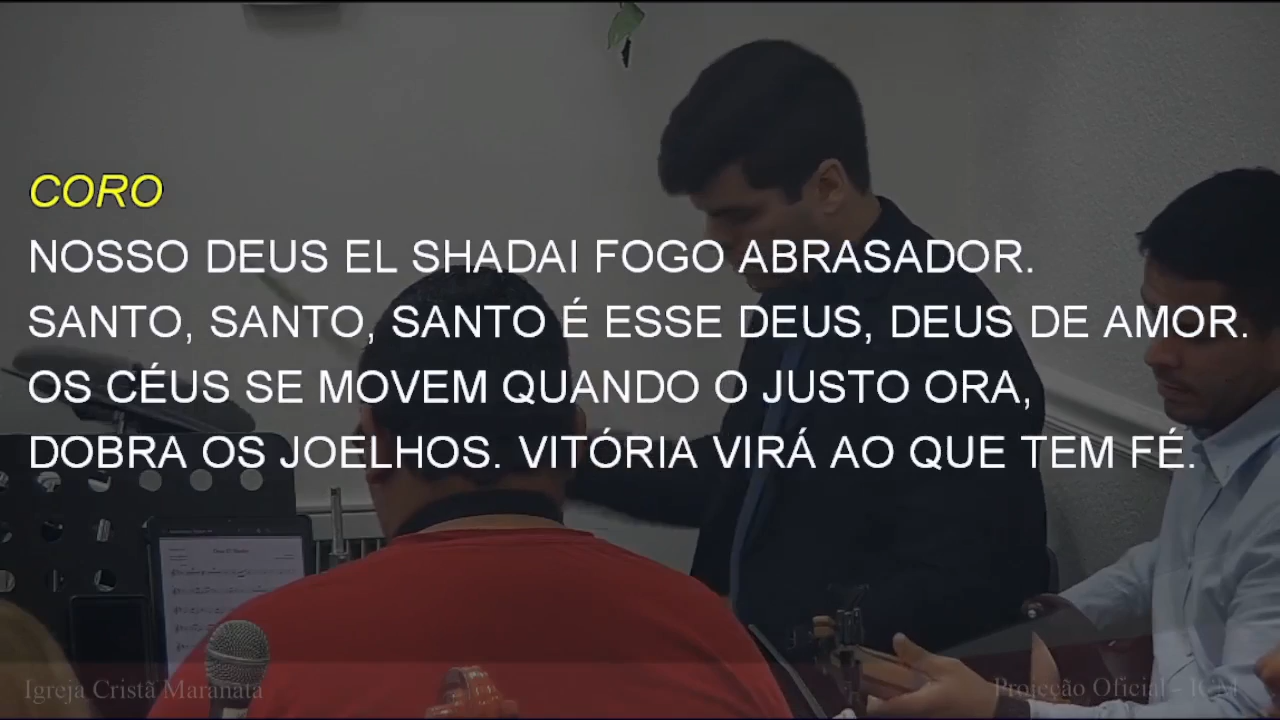 CORO
NOSSO DEUS EL SHADAI FOGO ABRASADOR.
SANTO, SANTO, SANTO É ESSE DEUS, DEUS DE AMOR.
OS CÉUS SE MOVEM QUANDO O JUSTO ORA,
DOBRA OS JOELHOS. VITÓRIA VIRÁ AO QUE TEM FÉ.
Igreja Cristã Maranata
Projeção Oficial - ICM